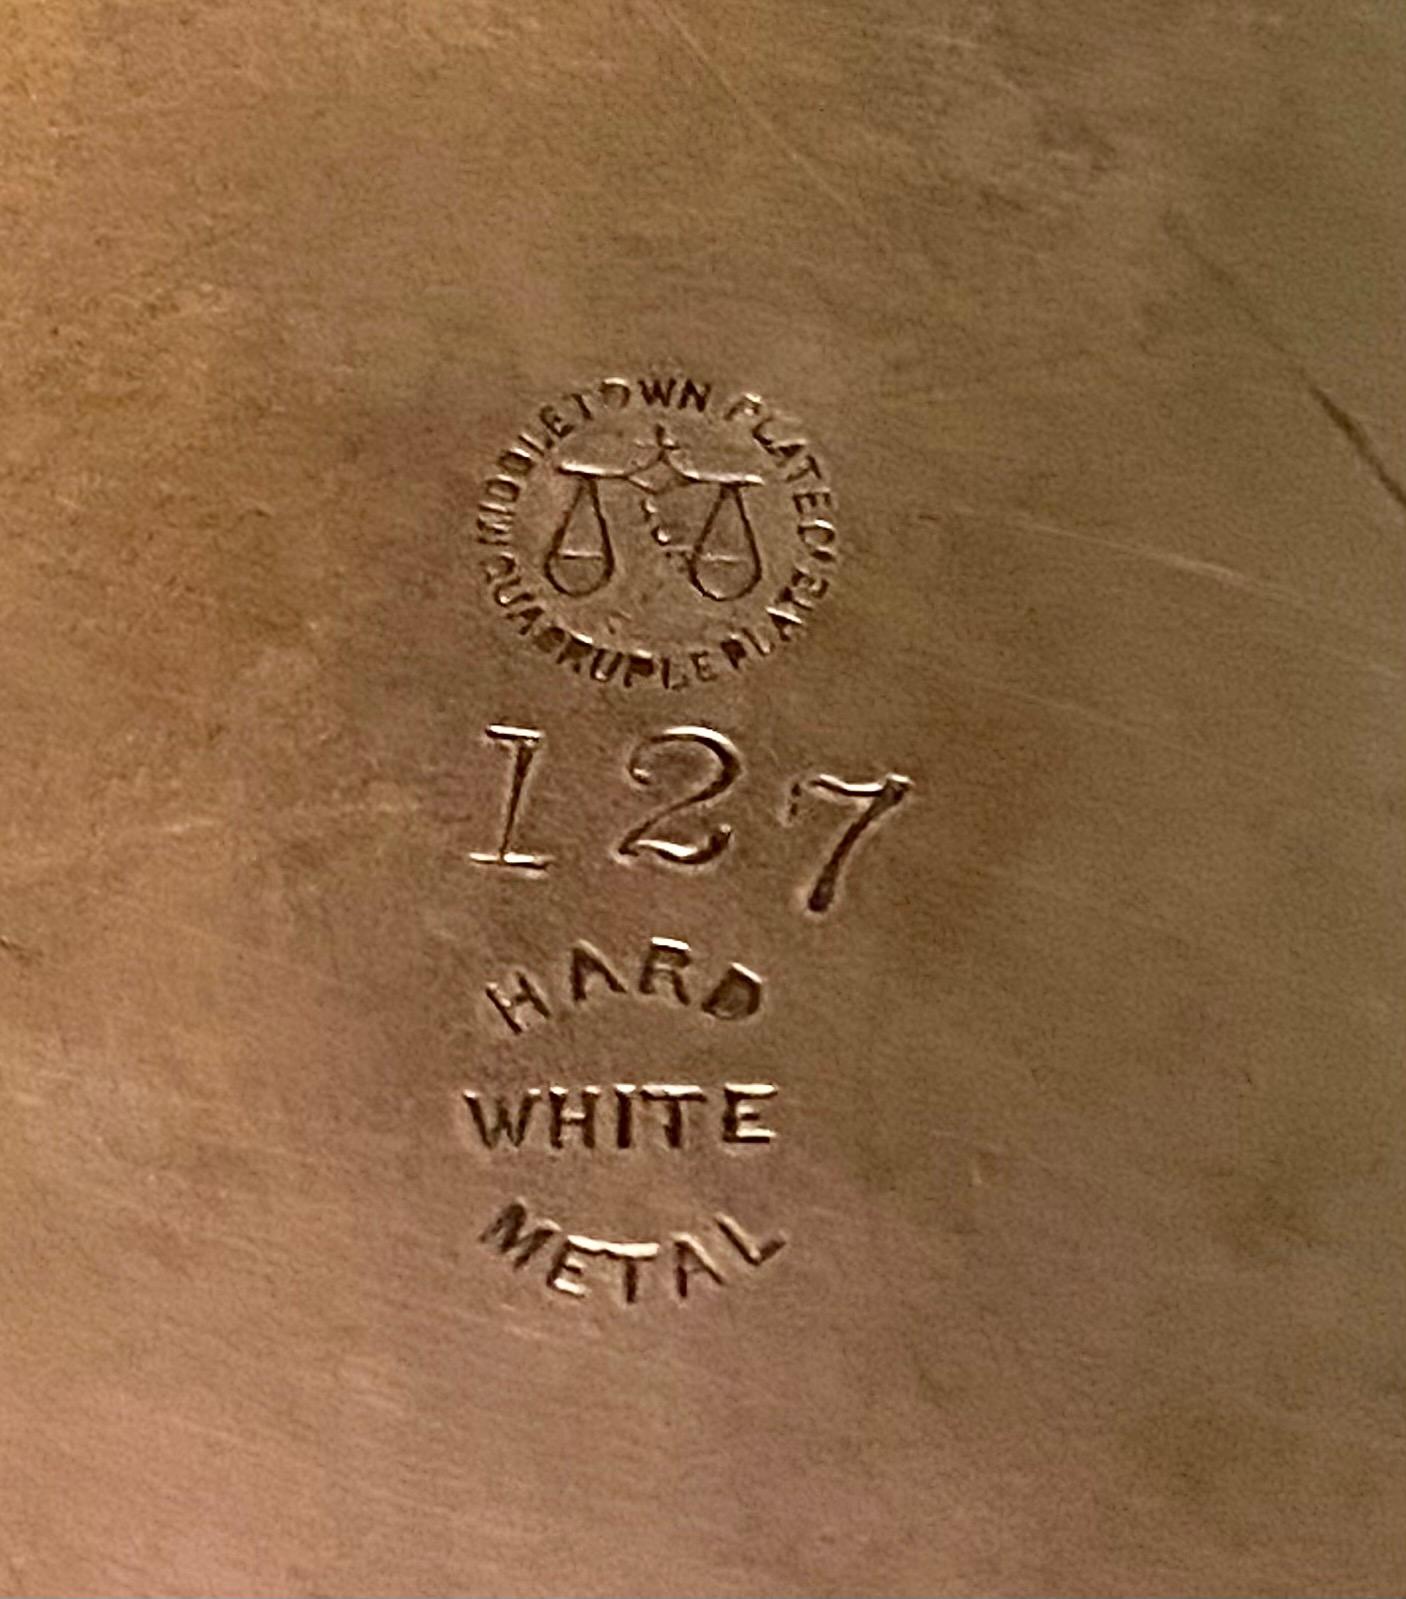 MIDDLETOWN PLATE CO
QUADRUPLE PLATE
127
HARD
WHITE
METAL